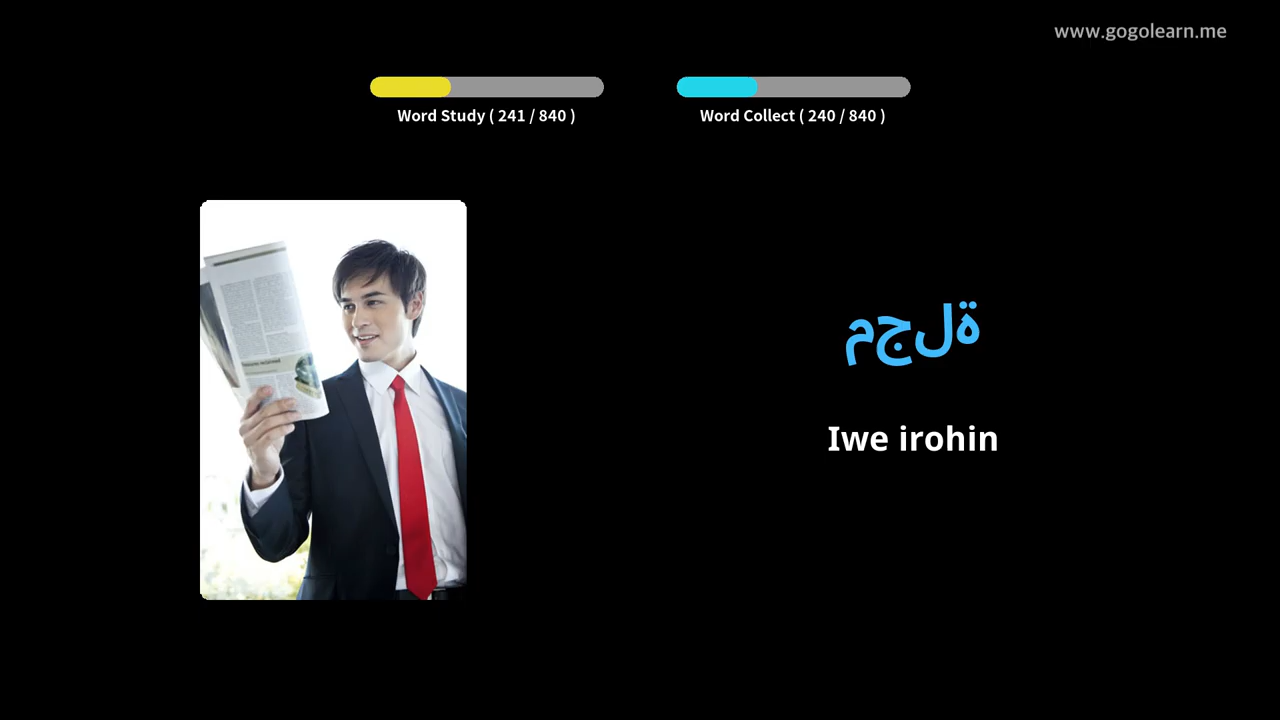 www.gogolearn.me
Word Study ( 241 / 840 )
Word Collect ( 240 / 840 )
مجلة
Iwe irohin